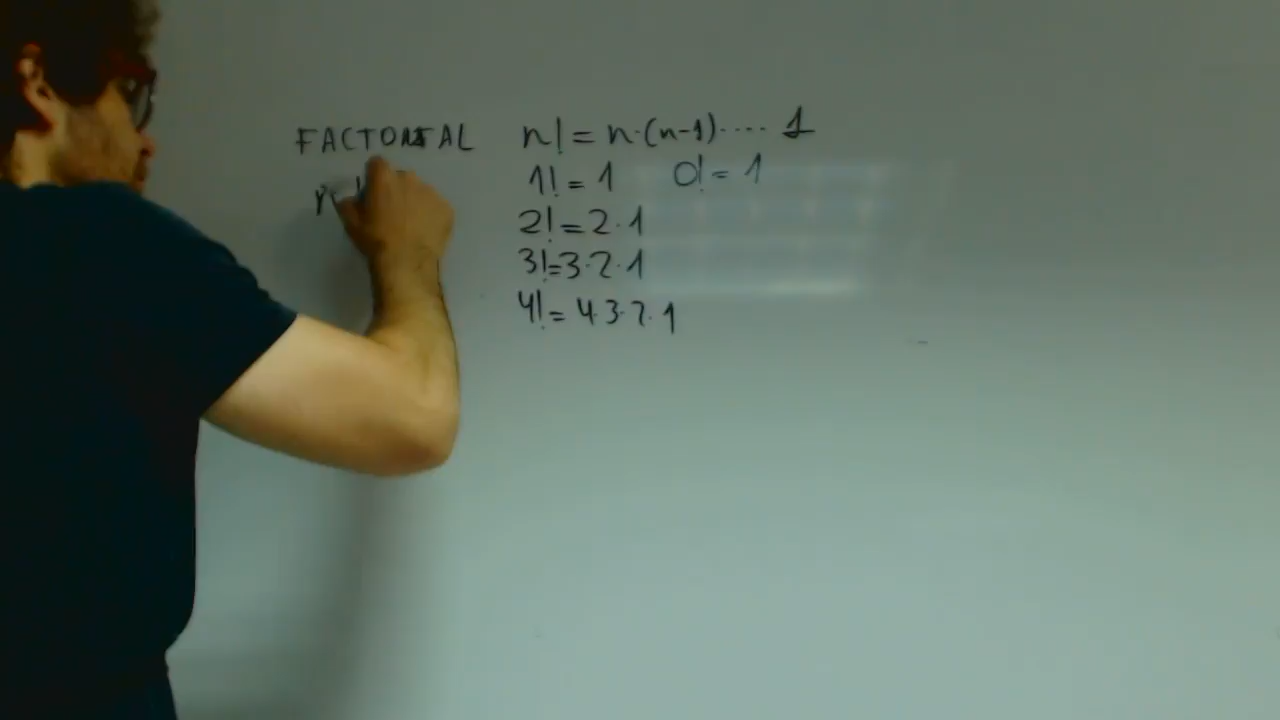 FACTORIAL n! = n·(n-1)···· 1
1! = 1 0! = 1
2! = 2·1
3! = 3·2·1
4! = 4·3·2·1